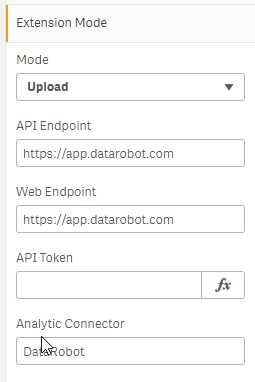 Extension Mode
Mode
Upload
API Endpoint
https://app.datarobot.com
Web Endpoint
https://app.datarobot.com
API Token
fx
Analytic Connector
DataRobot